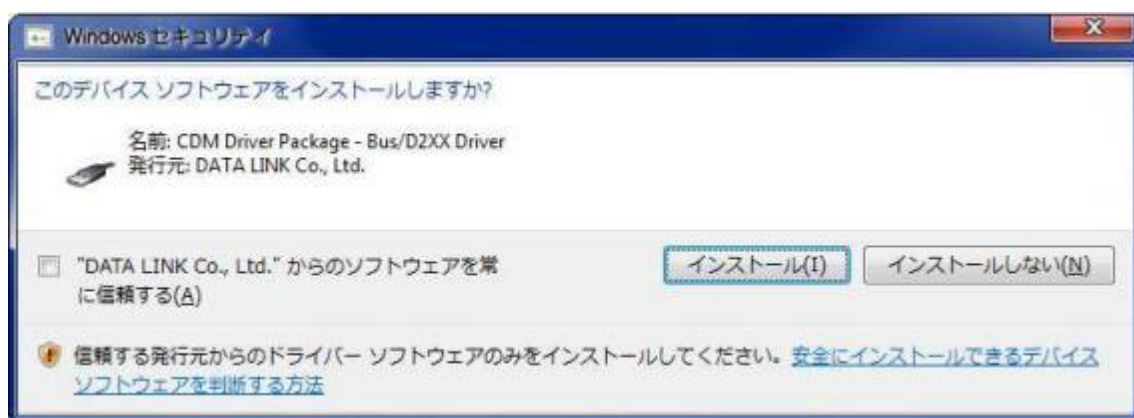 Windows セキュリティ
このデバイス ソフトウェアをインストールしますか?
名前: CDM Driver Package - Bus/D2XX Driver
発行元: DATA LINK Co., Ltd.
"DATA LINK Co., Ltd." からのソフトウェアを常
に信頼する(A)
インストール(I)
インストールしない(N)
信頼する発行元からのドライバー ソフトウェアのみをインストールしてください。安全にインストールできるデバイス
ソフトウェアを判断する方法